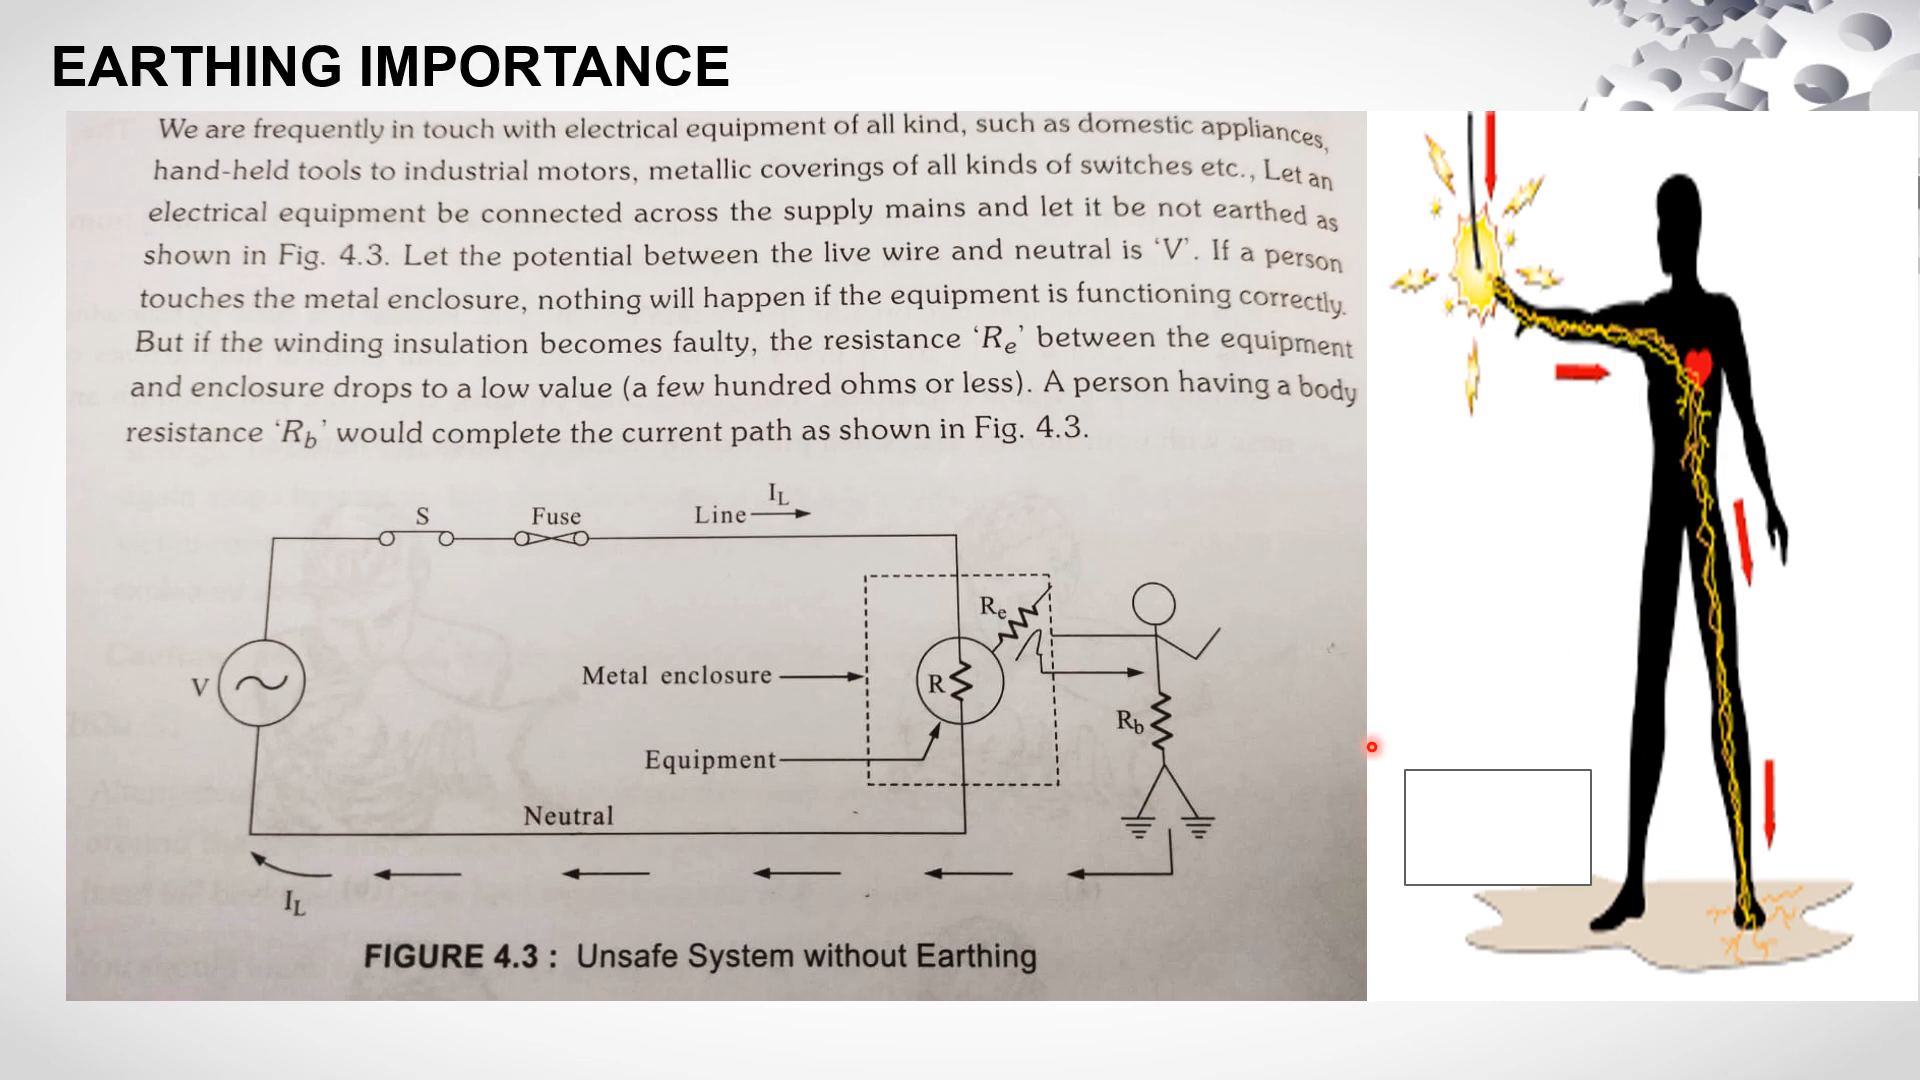 EARTHING IMPORTANCE
We are frequently in touch with electrical equipment of all kind, such as domestic appliances,
hand-held tools to industrial motors, metallic coverings of all kinds of switches etc., Let an
electrical equipment be connected across the supply mains and let it be not earthed as
shown in Fig. 4.3. Let the potential between the live wire and neutral is ‘V’. If a person
touches the metal enclosure, nothing will happen if the equipment is functioning correctly.
But if the winding insulation becomes faulty, the resistance ‘Re’ between the equipment
and enclosure drops to a low value (a few hundred ohms or less). A person having a body
resistance ‘Rb’ would complete the current path as shown in Fig. 4.3.
IL
S
Fuse
Line
Re
Metal enclosure
R
V
Rb
Equipment
Neutral
IL
FIGURE 4.3 : Unsafe System without Earthing